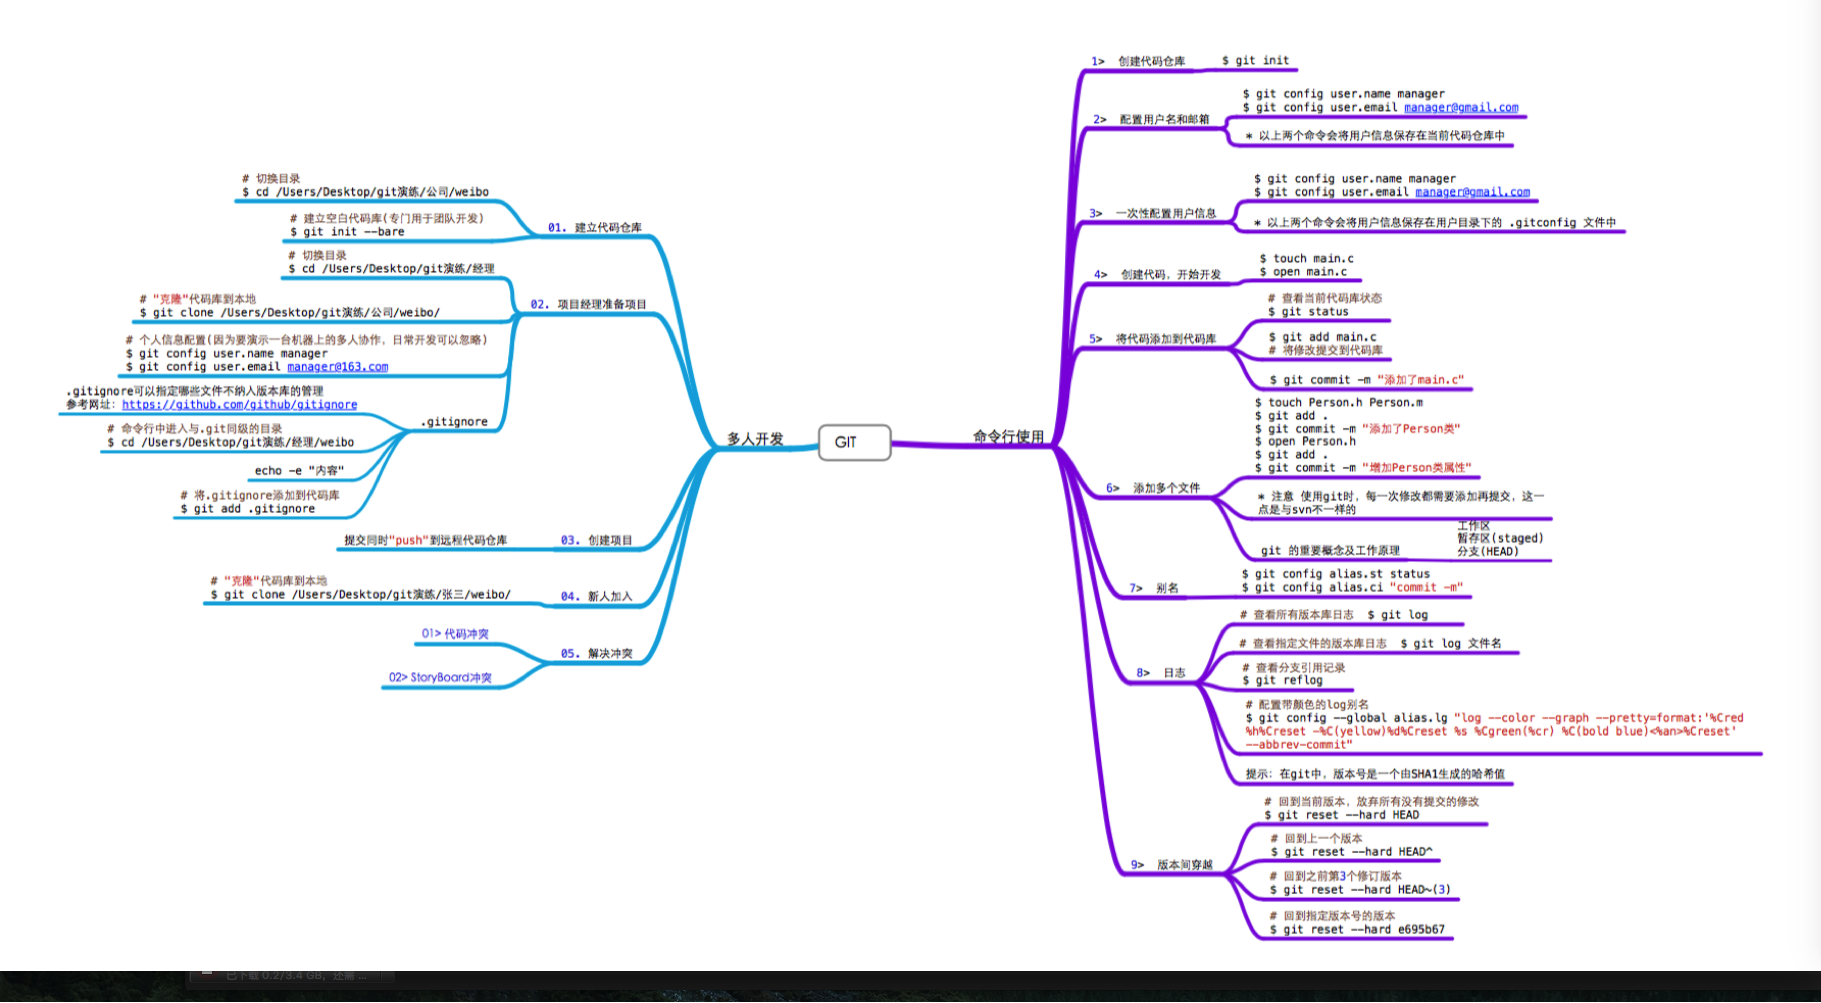 GIT
多人开发
01. 建立代码仓库
# 切换目录
$ cd /Users/Desktop/git演练/公司/weibo
# 建立空白代码库(专门用于团队开发)
$ git init --bare
02. 项目经理准备项目
# 切换目录
$ cd /Users/Desktop/git演练/经理
# "克隆"代码库到本地
$ git clone /Users/Desktop/git演练/公司/weibo/
# 个人信息配置(因为要演示一台机器上的多人协作，日常开发可以忽略)
$ git config user.name manager
$ git config user.email manager@163.com
.gitignore
.gitignore可以指定哪些文件不纳入版本库的管理
参考网址：https://github.com/github/gitignore
# 命令行中进入与.git同级的目录
$ cd /Users/Desktop/git演练/经理/weibo
echo -e "内容"
# 将.gitignore添加到代码库
$ git add .gitignore
03. 创建项目
提交同时"push"到远程代码仓库
04. 新人加入
# "克隆"代码库到本地
$ git clone /Users/Desktop/git演练/张三/weibo/
05. 解决冲突
01> 代码冲突
02> StoryBoard冲突
命令行使用
1> 创建代码仓库
$ git init
2> 配置用户名和邮箱
$ git config user.name manager
$ git config user.email manager@gmail.com
* 以上两个命令会将用户信息保存在当前代码仓库中
3> 一次性配置用户信息
$ git config user.name manager
$ git config user.email manager@gmail.com
* 以上两个命令会将用户信息保存在用户目录下的 .gitconfig 文件中
4> 创建代码，开始开发
$ touch main.c
$ open main.c
5> 将代码添加到代码库
# 查看当前代码库状态
$ git status
$ git add main.c
# 将修改提交到代码库
$ git commit -m "添加了main.c"
6> 添加多个文件
$ touch Person.h Person.m
$ git add .
$ git commit -m "添加了Person类"
$ open Person.h
$ git add .
$ git commit -m "增加Person类属性"
* 注意 使用git时，每一次修改都需要添加再提交，这一
点是与svn不一样的
git 的重要概念及工作原理
工作区
暂存区(staged)
分支(HEAD)
7> 别名
$ git config alias.st status
$ git config alias.ci "commit -m"
8> 日志
# 查看所有版本库日志 $ git log
# 查看指定文件的版本库日志 $ git log 文件名
# 查看分支引用记录
$ git reflog
# 配置带颜色的log别名
$ git config --global alias.lg "log --color --graph --pretty=format:'%Cred
%h%Creset -%C(yellow)%d%Creset %s %Cgreen(%cr) %C(bold blue)<%an>%Creset'
--abbrev-commit"
提示：在git中，版本号是一个由SHA1生成的哈希值
9> 版本间穿越
# 回到当前版本，放弃所有没有提交的修改
$ git reset --hard HEAD
# 回到上一个版本
$ git reset --hard HEAD^
# 回到之前第3个修订版本
$ git reset --hard HEAD~(3)
# 回到指定版本号的版本
$ git reset --hard e695b67
已下载 0.2/3.4 GB，还需 ...